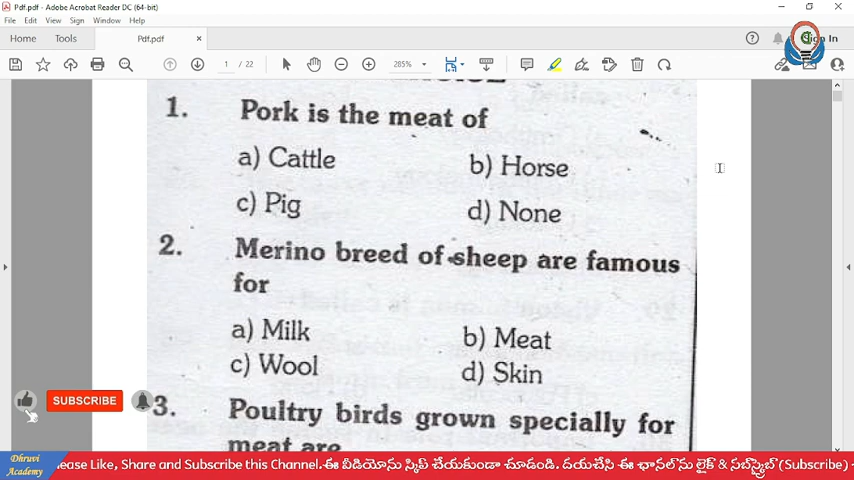 Pdf.pdf - Adobe Acrobat Reader DC (64-bit)
File Edit View Sign Window Help
Home Tools Pdf.pdf × Sign In
1 / 22 285%
1. Pork is the meat of
a) Cattle b) Horse
c) Pig d) None
2. Merino breed of sheep are famous
for
a) Milk b) Meat
c) Wool d) Skin
SUBSCRIBE
3. Poultry birds grown specially for
meat are
Dhruvi
Academy
lease Like, Share and Subscribe this Channel.ఈ వీడియోను స్కిప్ చేయకుండా చూడండి. దయచేసి ఈ ఛానల్‌ను లైక్ & సబ్‌స్క్రైబ్ (Subscribe)